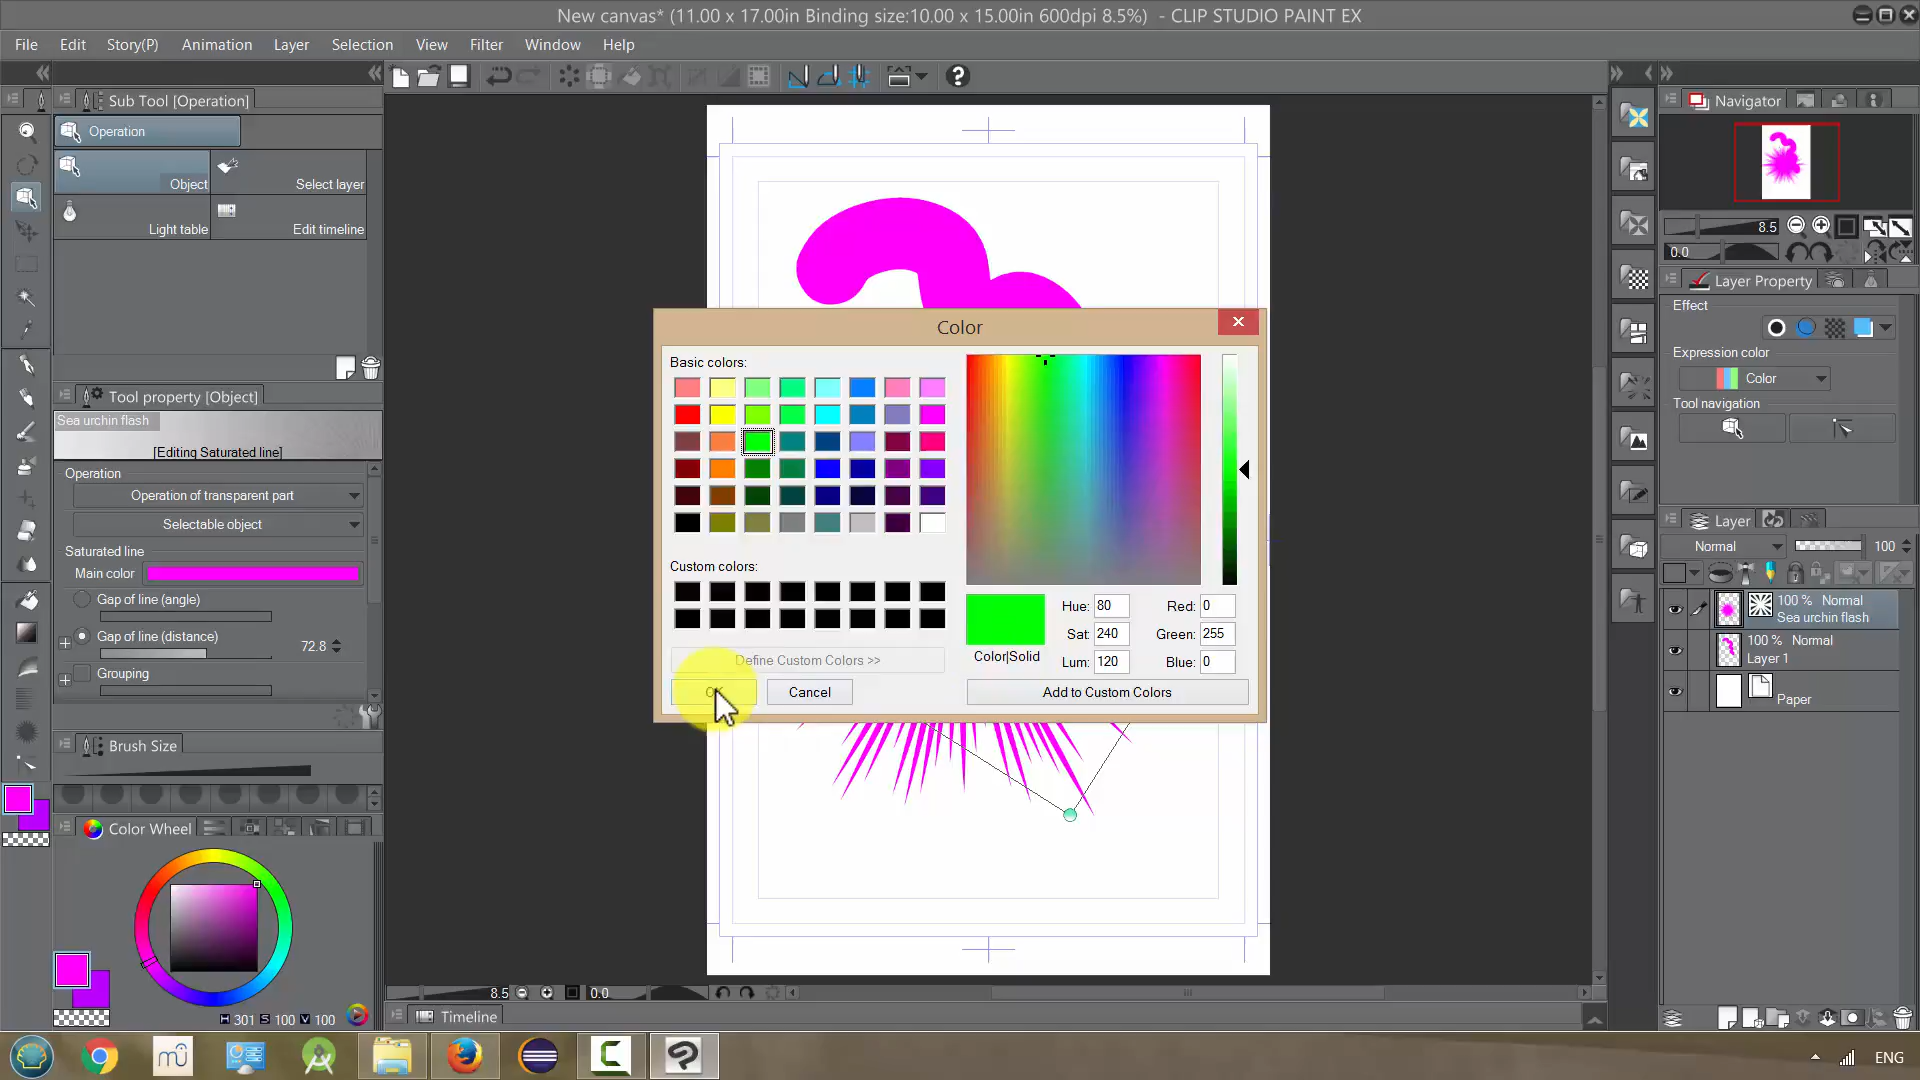 New canvas* (11.00 x 17.00in Binding size:10.00 x 15.00in 600dpi 8.5%) - CLIP STUDIO PAINT EX
File Edit Story(P) Animation Layer Selection View Filter Window Help
Sub Tool [Operation]
Operation
Object
Select layer
Light table
Edit timeline
Tool property [Object]
Sea urchin flash
[Editing Saturated line]
Operation
Operation of transparent part
Selectable object
Saturated line
Main color
Gap of line (angle)
Gap of line (distance)
72.8
Grouping
Brush Size
Color Wheel
H 301 S 100 V 100
Color
Basic colors:
Custom colors:
Define Custom Colors >>
OK
Cancel
Color|Solid
Hue: 80
Sat: 240
Lum: 120
Red: 0
Green: 255
Blue: 0
Add to Custom Colors
8.5
0.0
Timeline
Navigator
8.5
0.0
Layer Property
Effect
Expression color
Color
Tool navigation
Layer
Normal
100
100 % Normal
Sea urchin flash
100 % Normal
Layer 1
Paper
ENG